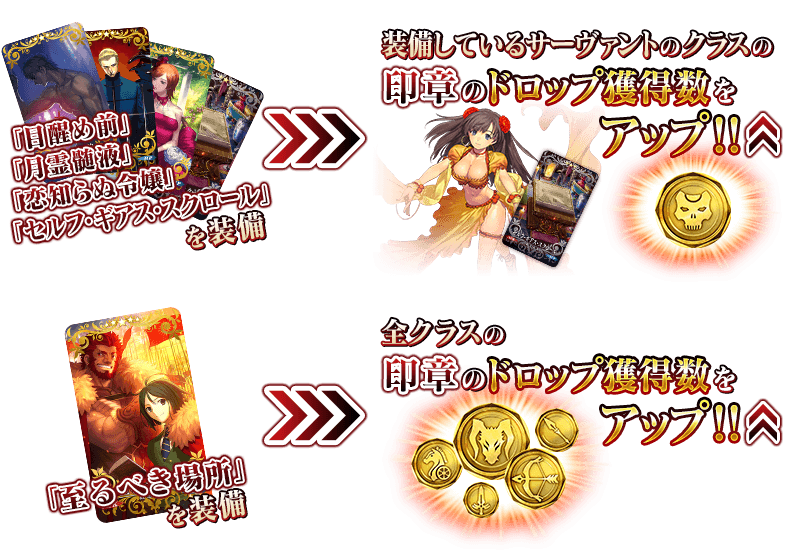 「目醒め前」
「月霊髄液」
「恋知らぬ令嬢」
「セルフ・ギアス・スクロール」
を装備
装備しているサーヴァントのクラスの
印章のドロップ獲得数を
アップ!!
「至るべき場所」
を装備
全クラスの
印章のドロップ獲得数を
アップ!!